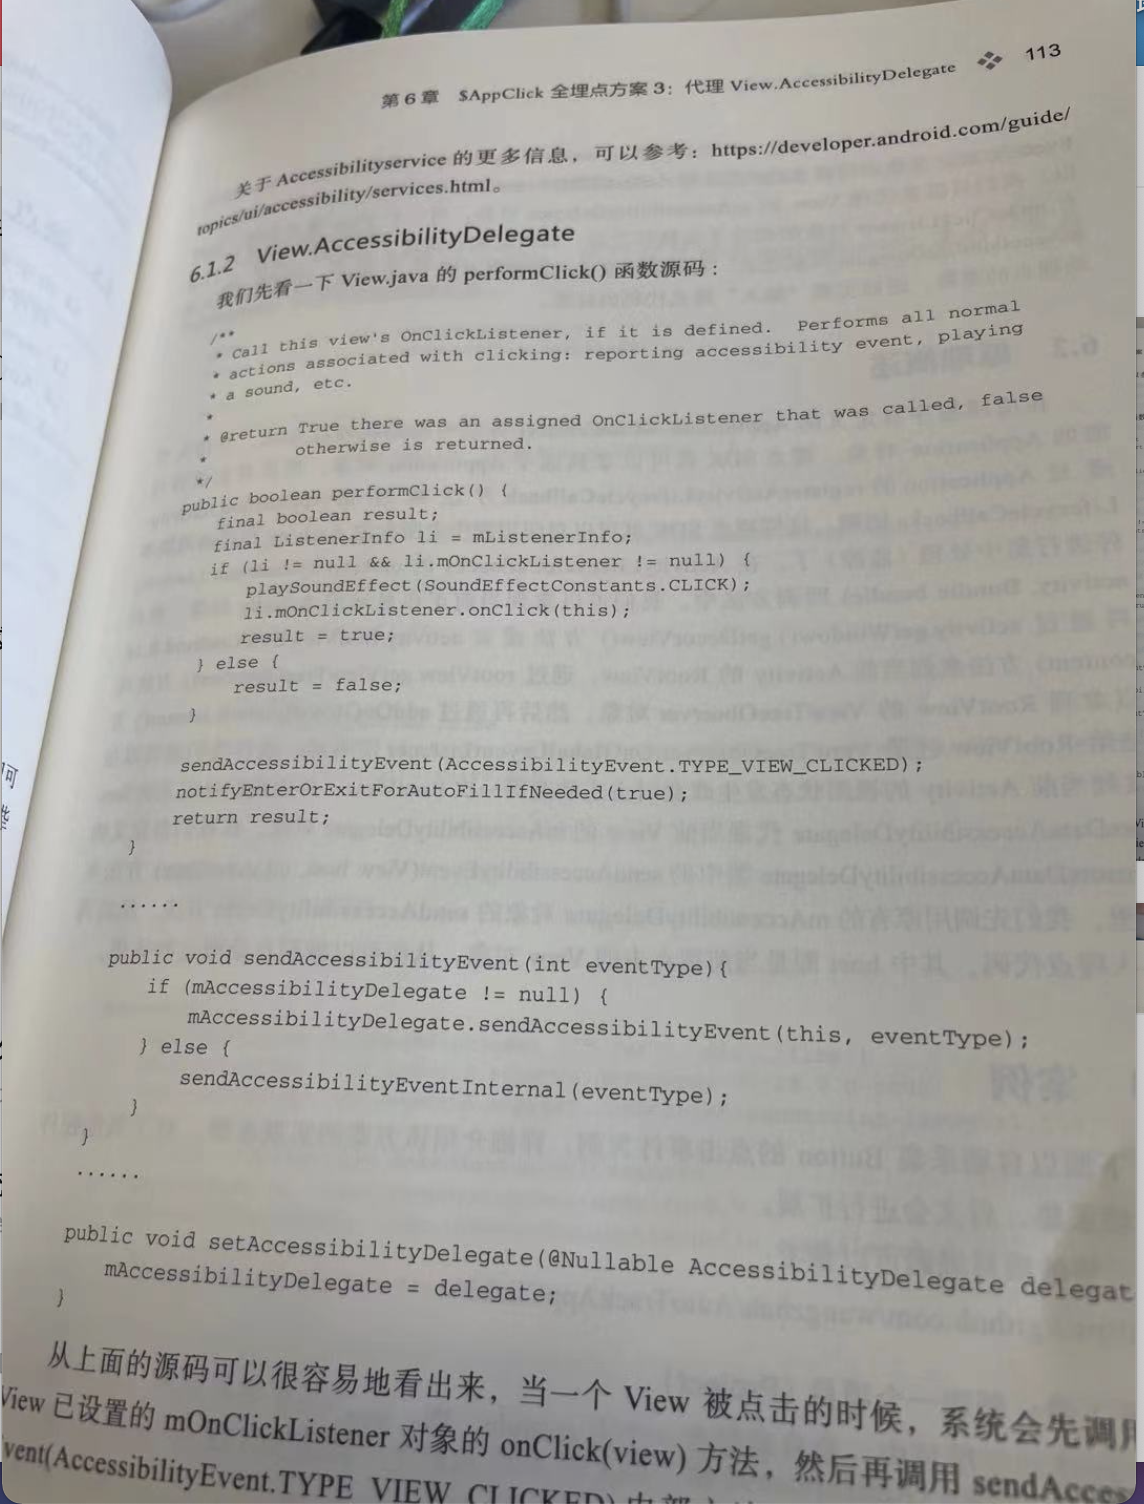 第6章 $AppClick 全埋点方案3：代理 View.AccessibilityDelegate 113
关于 Accessibilityservice 的更多信息，可以参考：https://developer.android.com/guide/
topics/ui/accessibility/services.html。
6.1.2 View.AccessibilityDelegate
我们先看一下 View.java 的 performClick() 函数源码：
/**
* Call this view's OnClickListener, if it is defined. Performs all normal
* actions associated with clicking: reporting accessibility event, playing
* a sound, etc.
*
* @return True there was an assigned OnClickListener that was called, false
* otherwise is returned.
*/
public boolean performClick() {
final boolean result;
final ListenerInfo li = mListenerInfo;
if (li != null && li.mOnClickListener != null) {
playSoundEffect(SoundEffectConstants.CLICK);
li.mOnClickListener.onClick(this);
result = true;
} else {
result = false;
}
sendAccessibilityEvent(AccessibilityEvent.TYPE_VIEW_CLICKED);
notifyEnterOrExitForAutoFillIfNeeded(true);
return result;
}
......
public void sendAccessibilityEvent(int eventType){
if (mAccessibilityDelegate != null) {
mAccessibilityDelegate.sendAccessibilityEvent(this, eventType);
} else {
sendAccessibilityEventInternal(eventType);
}
}
......
public void setAccessibilityDelegate(@Nullable AccessibilityDelegate delegat
mAccessibilityDelegate = delegate;
}
从上面的源码可以很容易地看出来，当一个 View 被点击的时候，系统会先调用
View 已设置的 mOnClickListener 对象的 onClick(view) 方法，然后再调用 sendAcces
vent(AccessibilityEvent.TYPE_VIEW_CLICKED)